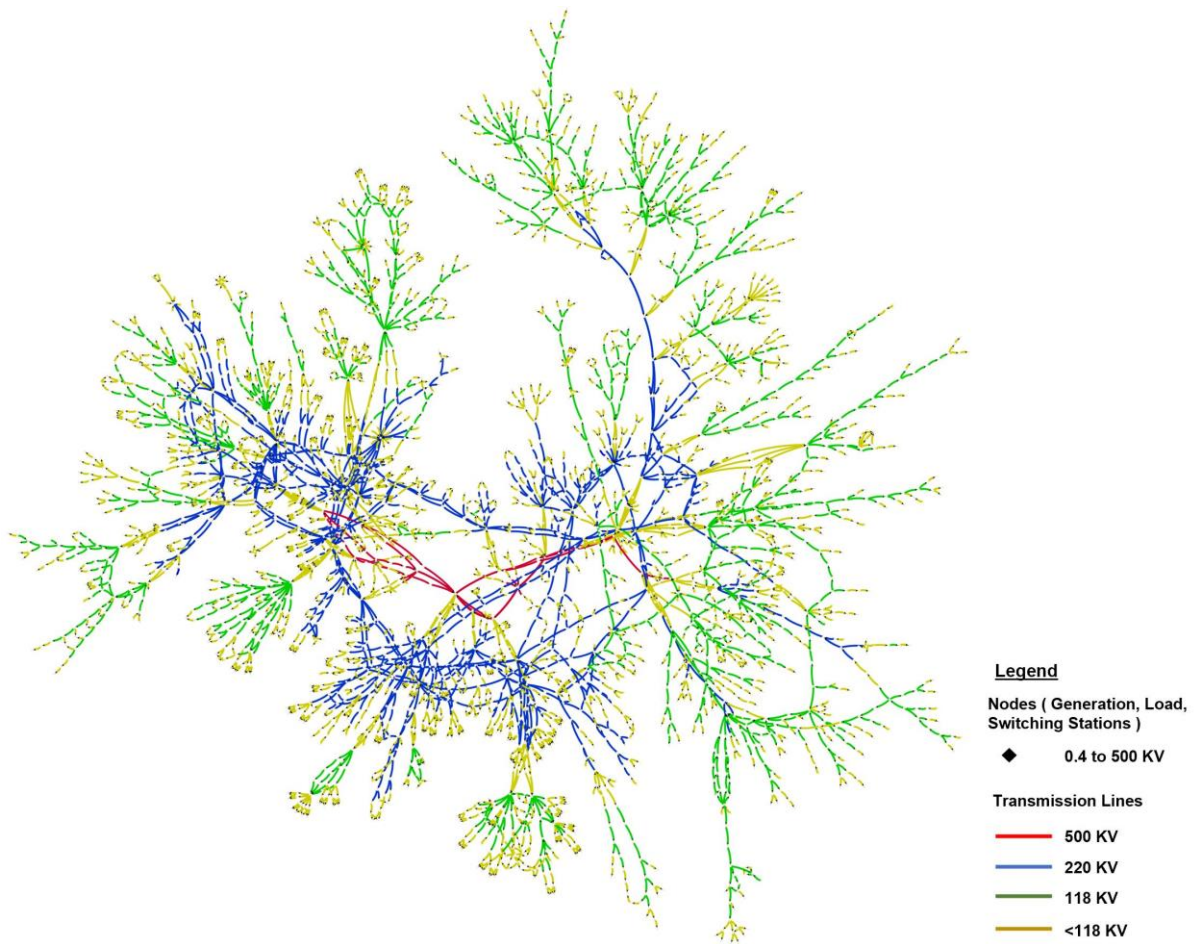 Legend
Nodes ( Generation, Load,
Switching Stations )
0.4 to 500 KV
Transmission Lines
500 KV
220 KV
118 KV
<118 KV